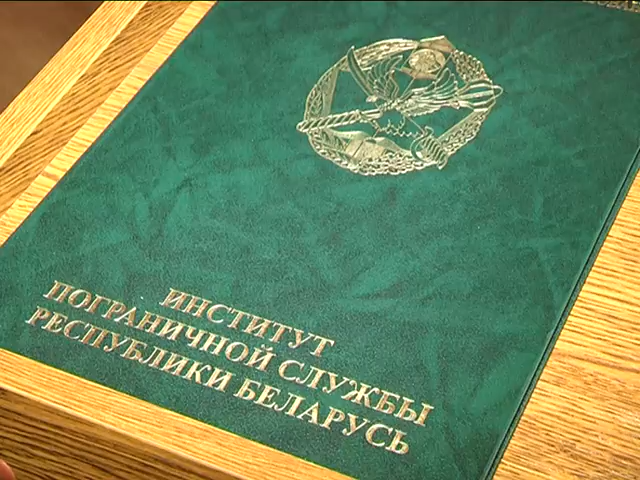 ИНСТИТУТ
ПОГРАНИЧНОЙ СЛУЖБЫ
РЕСПУБЛИКИ БЕЛАРУСЬ